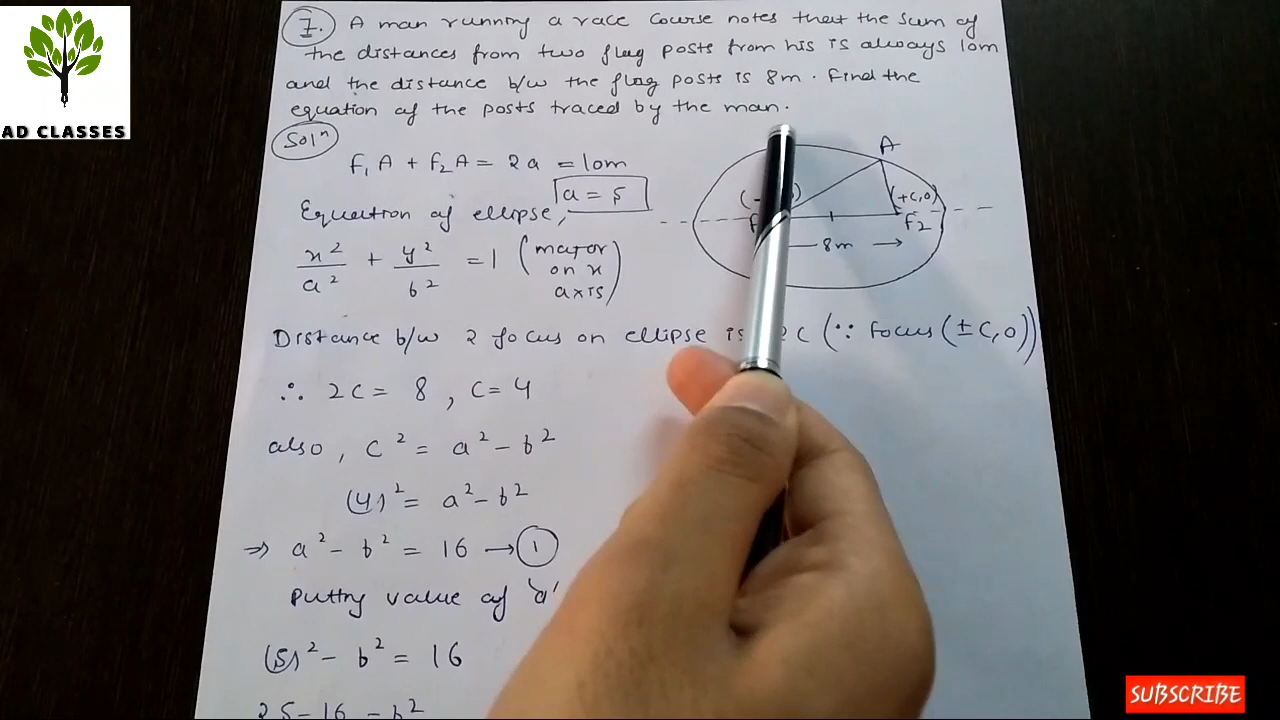 AD CLASSES
7. A man running a race course notes that the sum of
the distances from two flag posts from his is always 10m
and the distance b/w the flag posts is 8m. Find the
equation of the posts traced by the man.
Solⁿ
F₁A + F₂A = 2a = 10m
a = 5
Equation of ellipse,
x²/a² + y²/b² = 1 (major on x axis)
A
(+c,0)
F2
8m
Distance b/w 2 focus on ellipse is 2C (∵ focus (±C,0))
∴ 2C = 8, C = 4
also, C² = a² - b²
(4)² = a² - b²
⇒ a² - b² = 16 → 1
Putting value of 'a'
(5)² - b² = 16
25 - 16 = b²
SUBSCRIBE